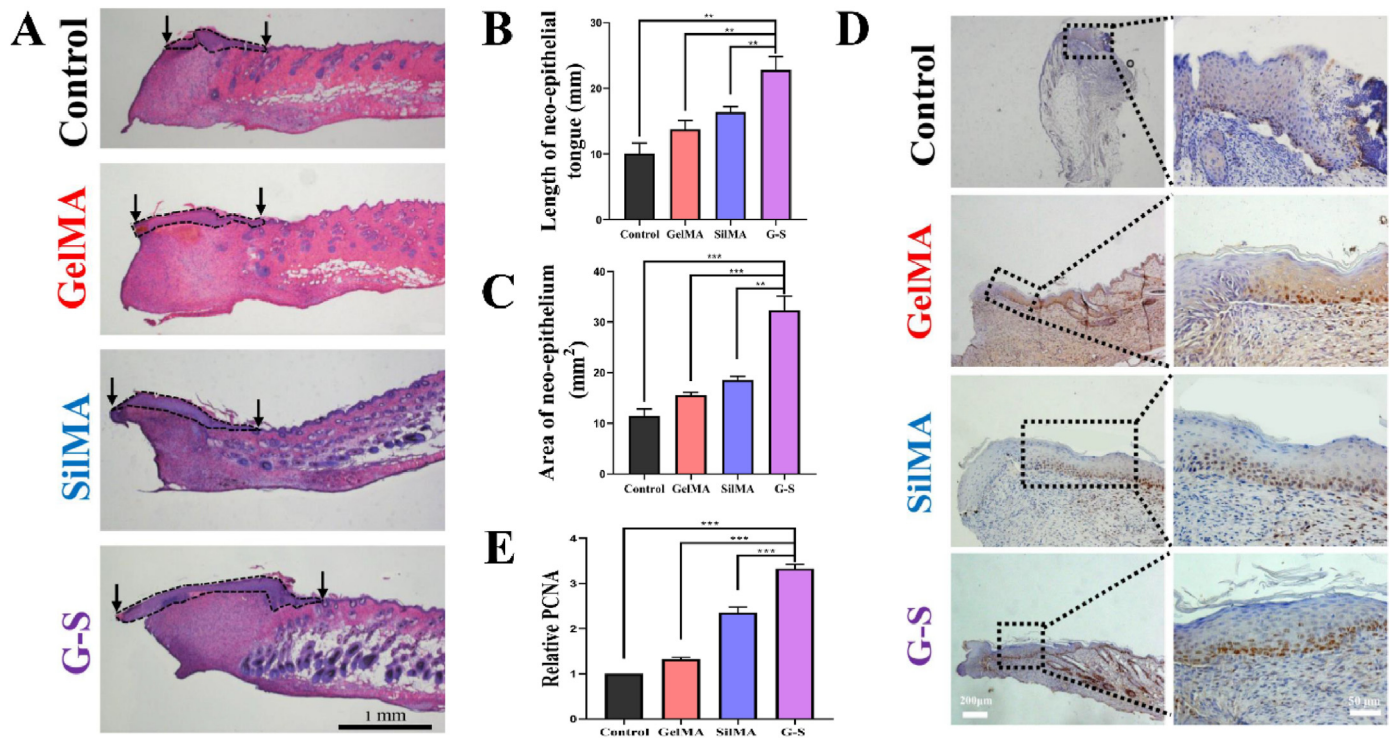 A
Control
GelMA
SilMA
G-S
1 mm
B
Length of neo-epithelial
tongue (mm)
30
20
10
0
**
**
**
Control GelMA SilMA G-S
C
Area of neo-epithelium
(mm²)
40
30
20
10
0
***
***
**
Control GelMA SilMA G-S
E
Relative PCNA
4
3
2
1
0
***
***
***
Control GelMA SilMA G-S
D
Control
GelMA
SilMA
G-S
200μm
50 μm